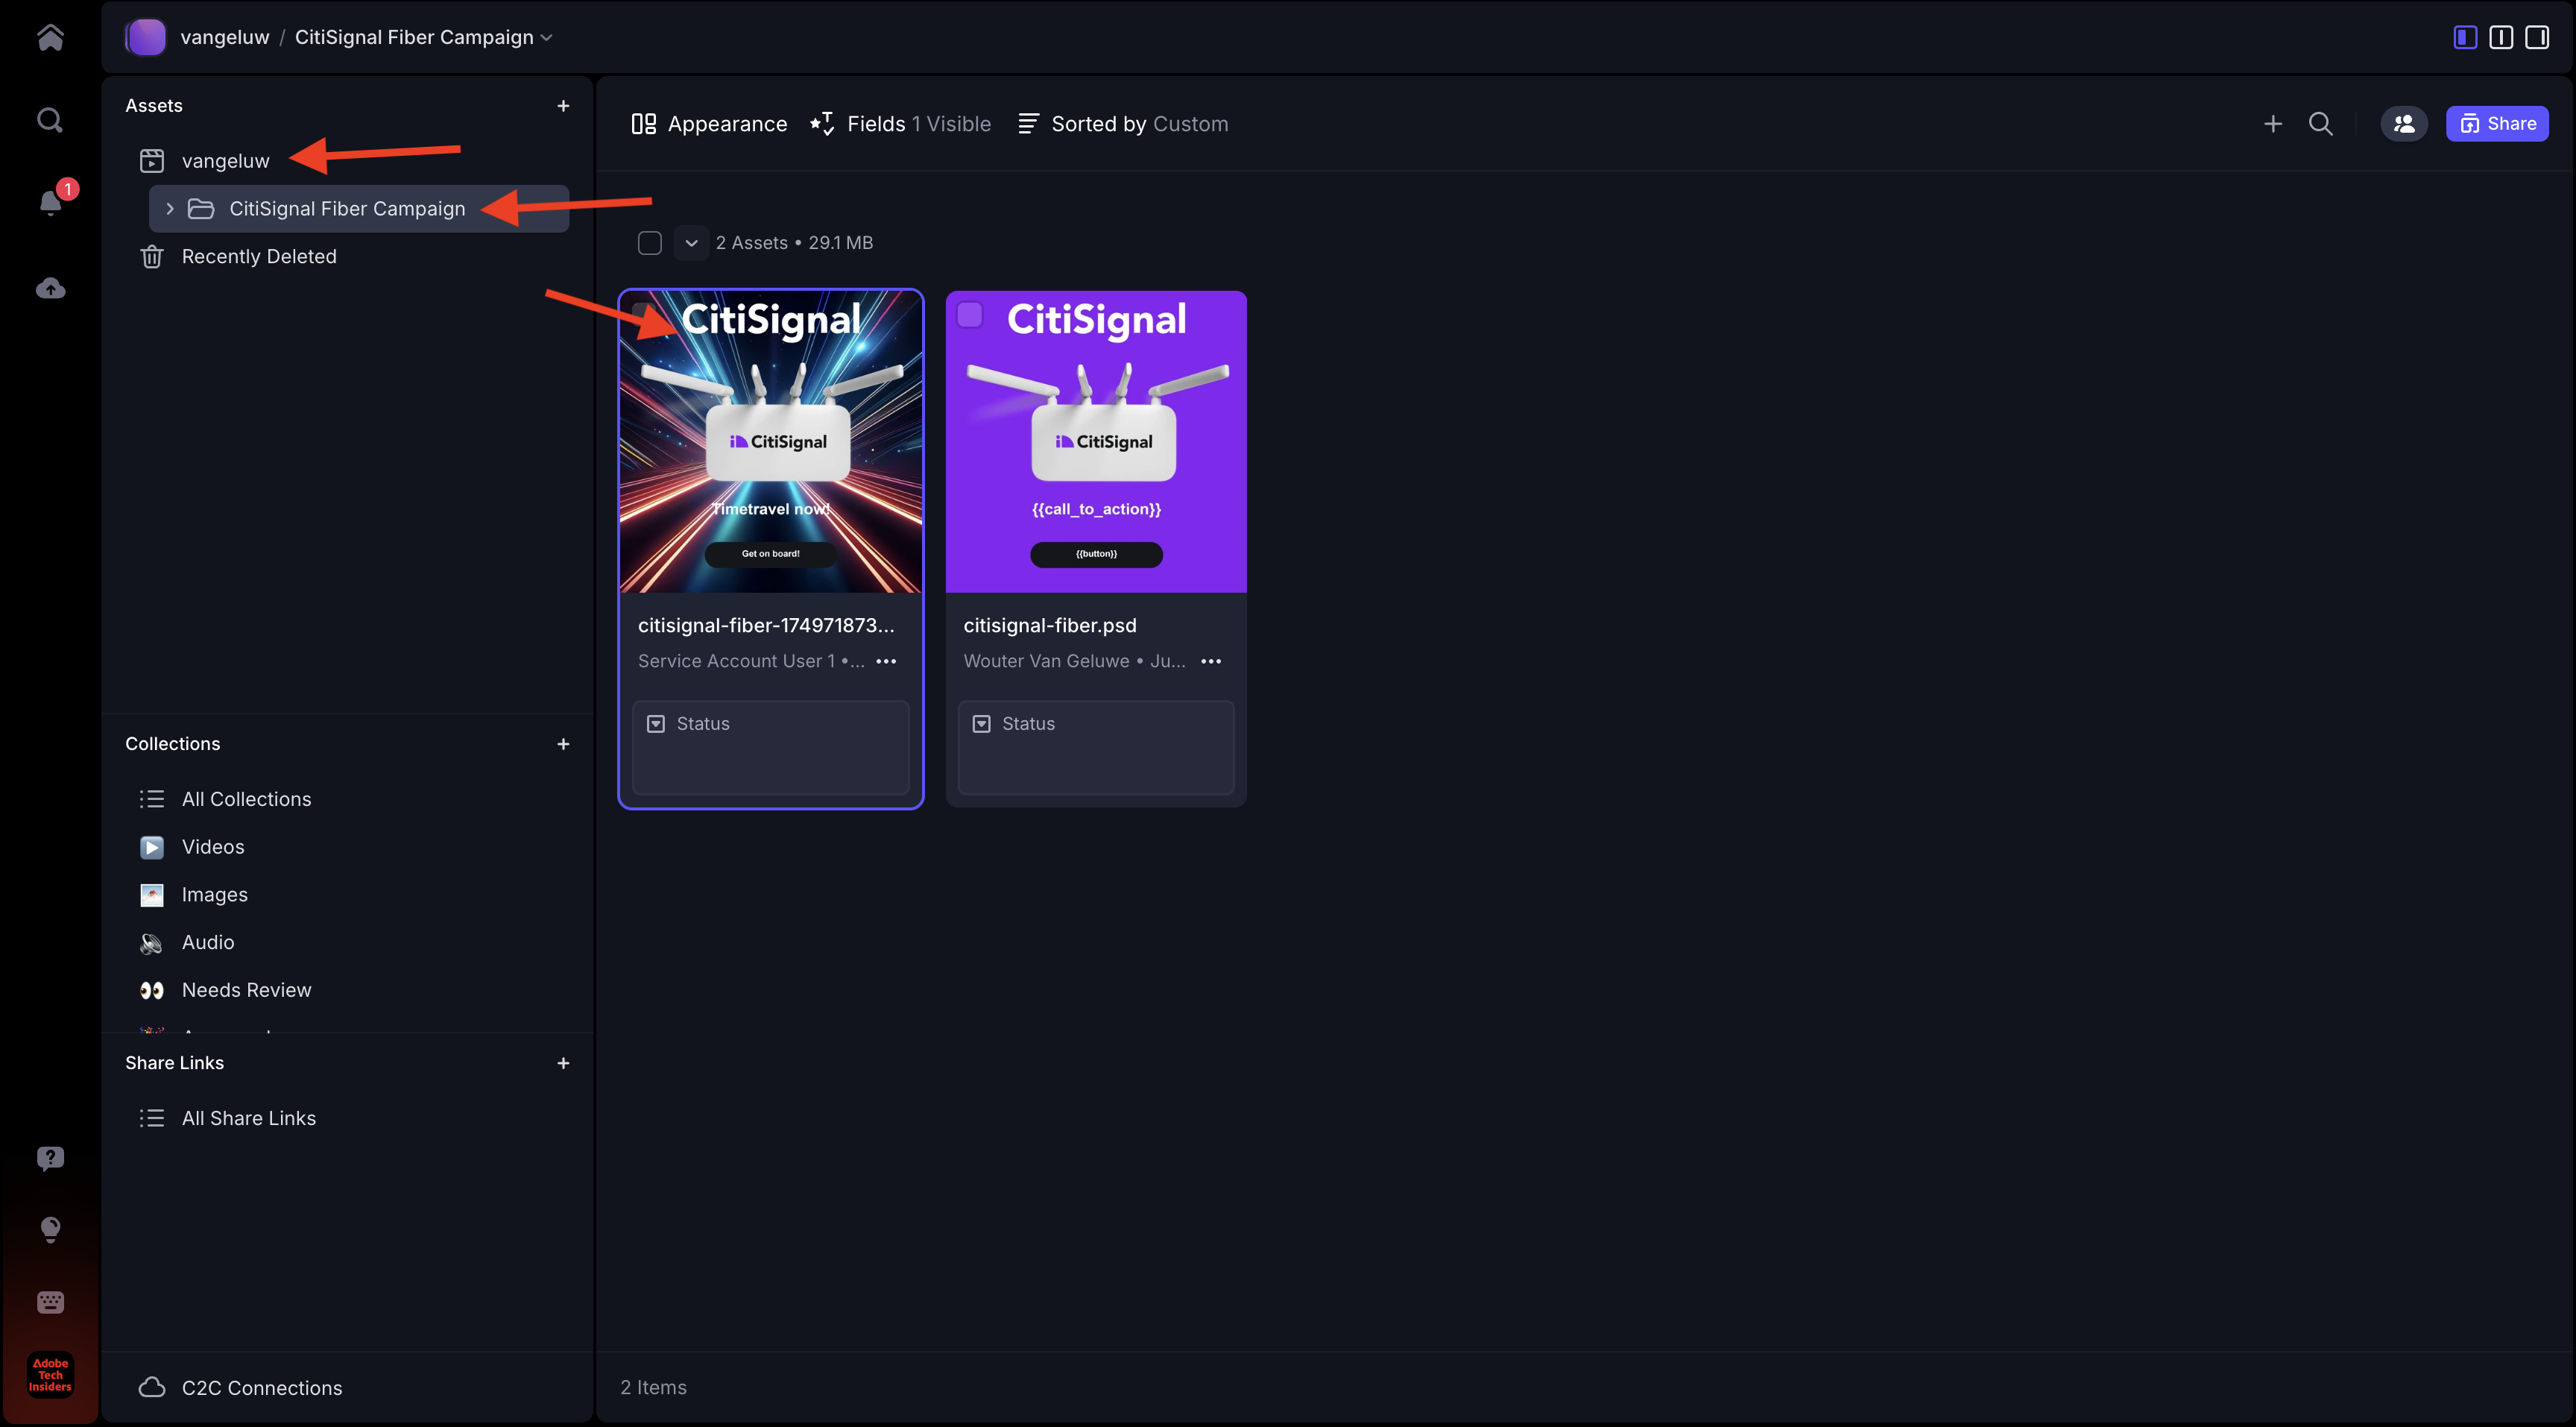 vangeluw / CitiSignal Fiber Campaign
1
Assets
vangeluw
CitiSignal Fiber Campaign
Recently Deleted
Collections
All Collections
Videos
Images
Audio
Needs Review
Share Links
All Share Links
C2C Connections
Adobe
Tech
Insiders
Appearance
Fields 1 Visible
Sorted by Custom
Share
2 Assets • 29.1 MB
CitiSignal
CitiSignal
Timetravel now!
Get on board!
citisignal-fiber-174971873...
Service Account User 1 •...
Status
CitiSignal
CitiSignal
{{call_to_action}}
{{button}}
citisignal-fiber.psd
Wouter Van Geluwe • Ju...
Status
2 Items